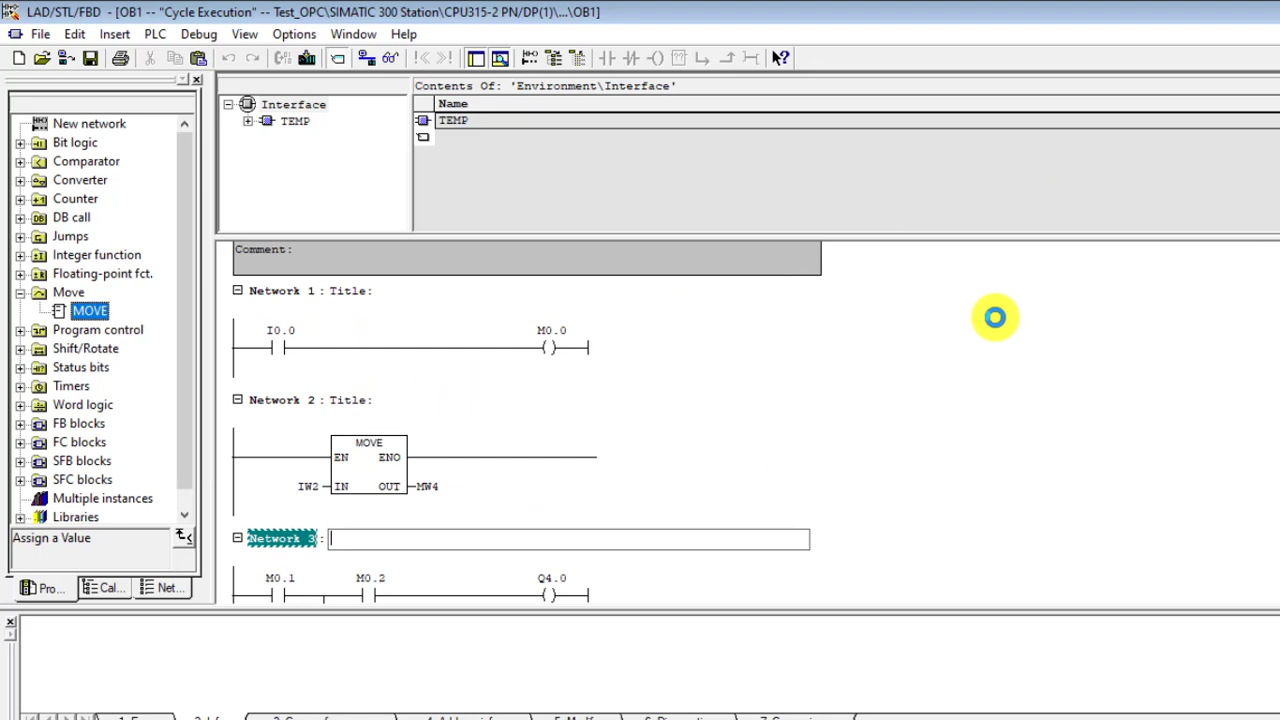 LAD/STL/FBD - [OB1 -- "Cycle Execution" -- Test_OPC\SIMATIC 300 Station\CPU315-2 PN/DP(1)\...\OB1]
File Edit Insert PLC Debug View Options Window Help
Contents Of: 'Environment\Interface'
Interface
TEMP
Name
TEMP
New network
Bit logic
Comparator
Converter
Counter
DB call
Jumps
Integer function
Floating-point fct.
Move
MOVE
Program control
Shift/Rotate
Status bits
Timers
Word logic
FB blocks
FC blocks
SFB blocks
SFC blocks
Multiple instances
Libraries
Assign a Value
Pro... Cal... Net...
Comment:
Network 1 : Title:
I0.0 M0.0
Network 2 : Title:
MOVE
EN ENO
IW2 IN OUT MW4
Network 3 :
M0.1 M0.2 Q4.0